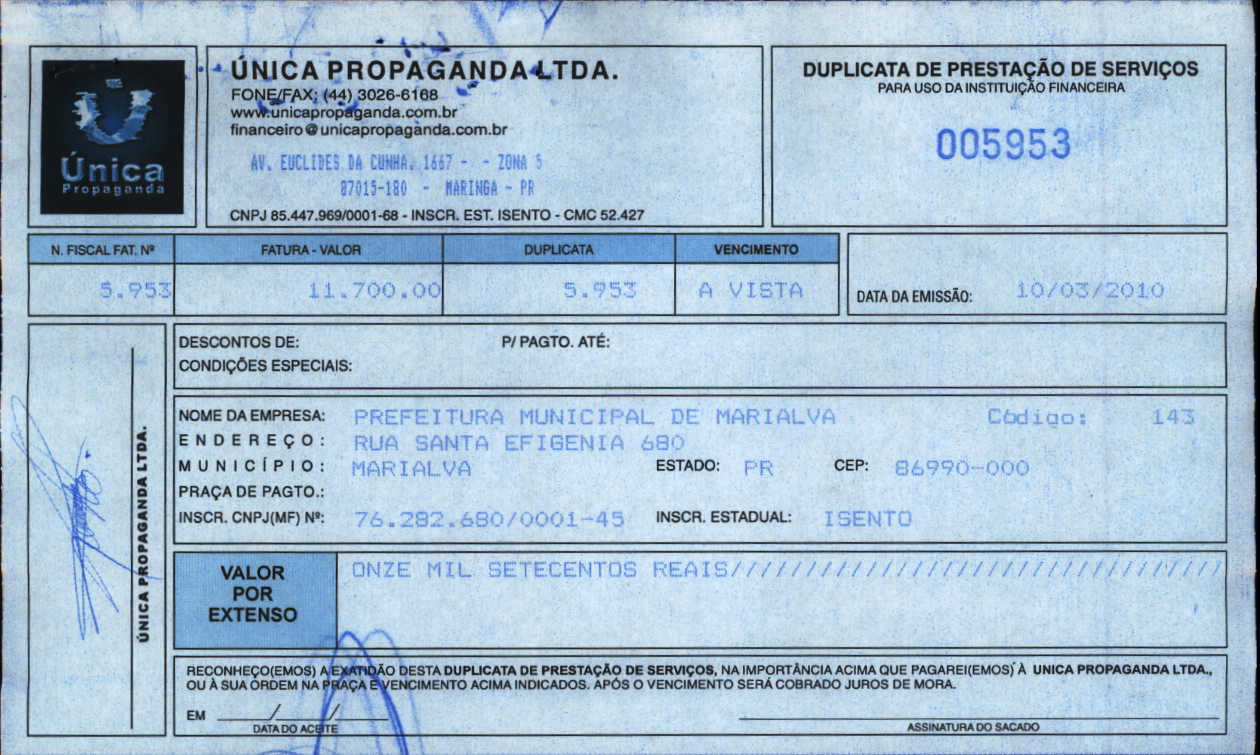 Única
Propaganda
ÚNICA PROPAGANDA LTDA.
FONE/FAX: (44) 3026-6168
www.unicapropaganda.com.br
financeiro@unicapropaganda.com.br
AV. EUCLIDES DA CUNHA, 1667 - - ZONA 5
87015-180 - MARINGA - PR
CNPJ 85.447.969/0001-68 - INSCR. EST. ISENTO - CMC 52.427
DUPLICATA DE PRESTAÇÃO DE SERVIÇOS
PARA USO DA INSTITUIÇÃO FINANCEIRA
005953
N. FISCAL FAT. Nº FATURA - VALOR DUPLICATA VENCIMENTO
5.953 11.700.00 5.953 A VISTA
DATA DA EMISSÃO: 10/03/2010
DESCONTOS DE: P/ PAGTO. ATÉ:
CONDIÇÕES ESPECIAIS:
NOME DA EMPRESA: PREFEITURA MUNICIPAL DE MARIALVA Código: 143
ENDEREÇO: RUA SANTA EFIGENIA 680
MUNICÍPIO: MARIALVA ESTADO: PR CEP: 86990-000
PRAÇA DE PAGTO.:
INSCR. CNPJ(MF) Nº: 76.282.680/0001-45 INSCR. ESTADUAL: ISENTO
ÚNICA PROPAGANDA LTDA.
VALOR
POR
EXTENSO
ONZE MIL SETECENTOS REAIS/////////////////////////////////
RECONHEÇO(EMOS) A EXATIDÃO DESTA DUPLICATA DE PRESTAÇÃO DE SERVIÇOS, NA IMPORTÂNCIA ACIMA QUE PAGAREI(EMOS) À UNICA PROPAGANDA LTDA.,
OU À SUA ORDEM NA PRAÇA E VENCIMENTO ACIMA INDICADOS. APÓS O VENCIMENTO SERÁ COBRADO JUROS DE MORA.
EM ____/____/____
DATA DO ACEITE
ASSINATURA DO SACADO